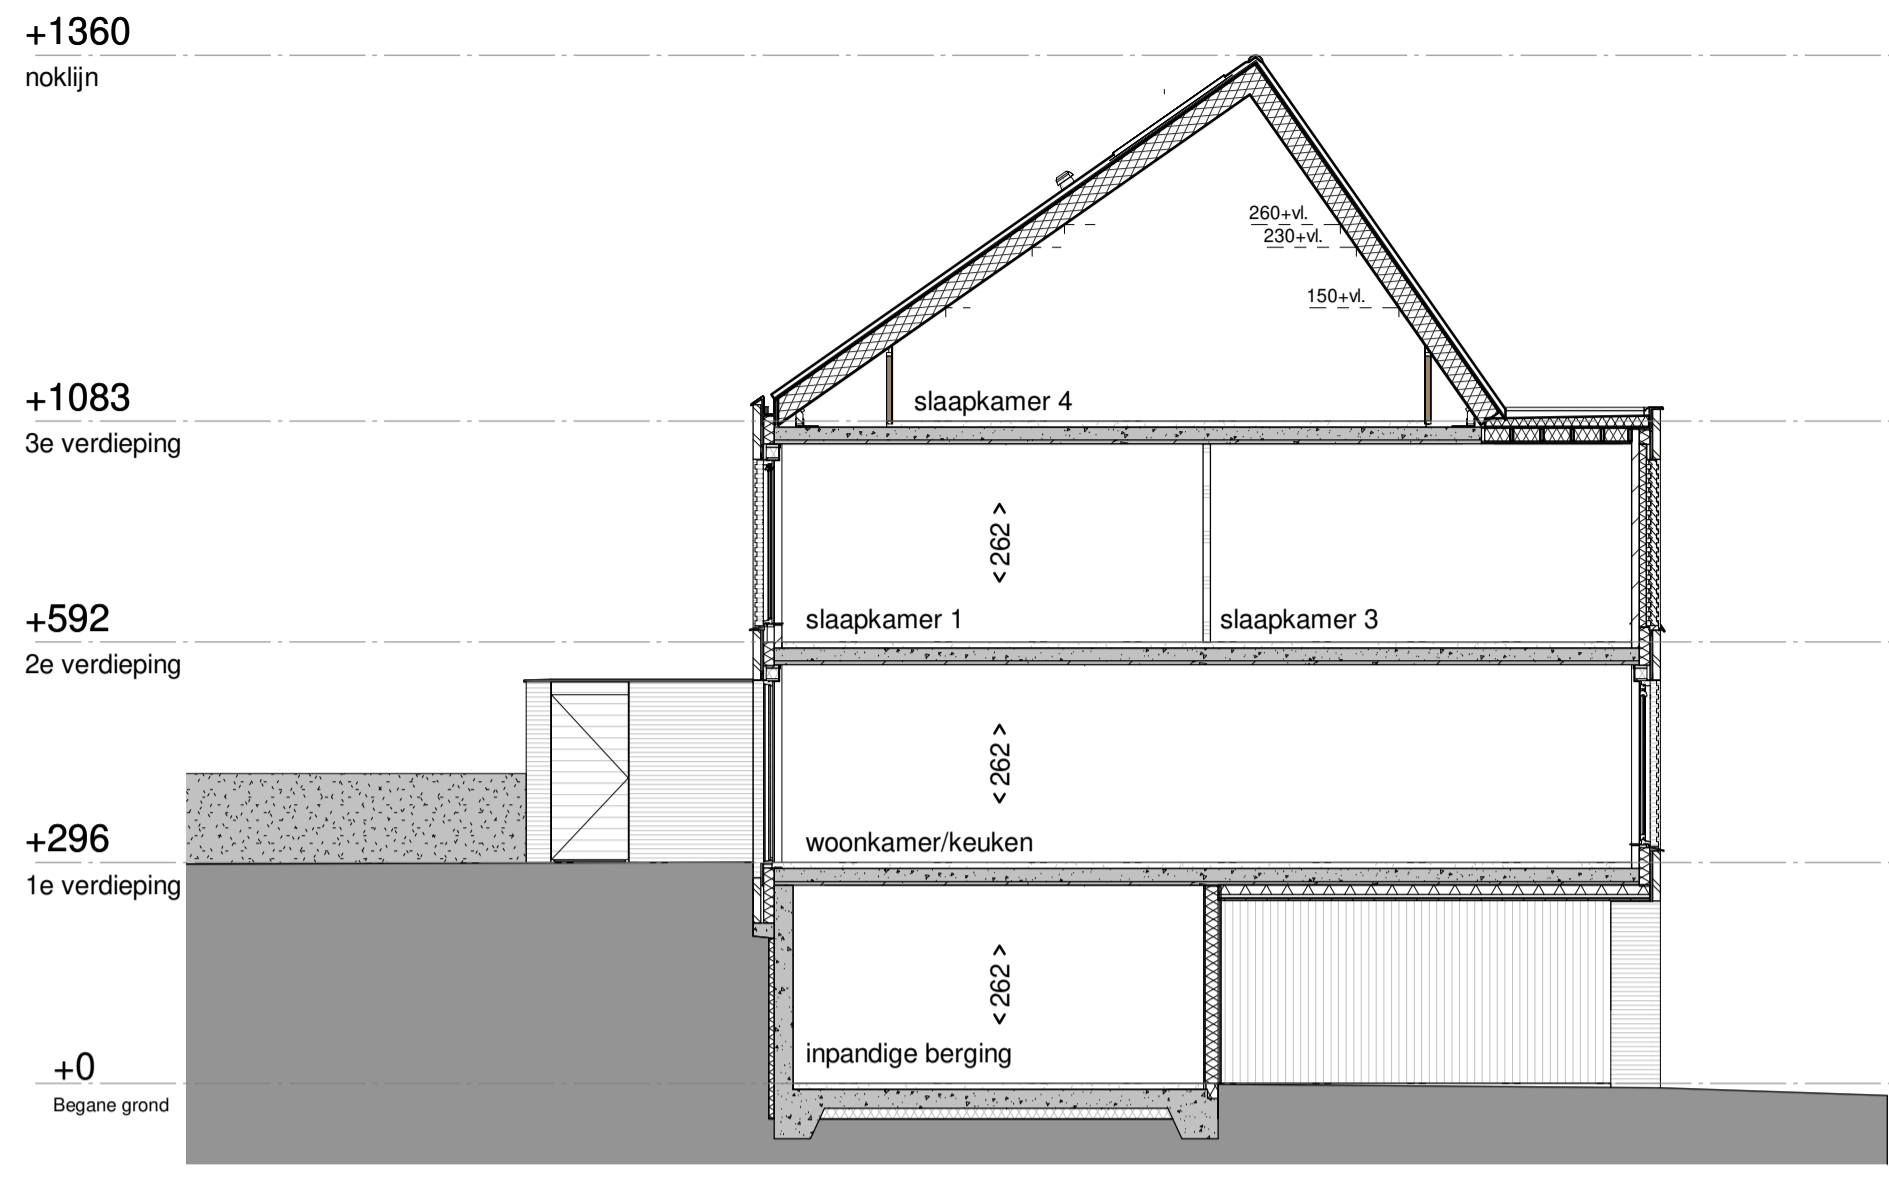 +1360
noklijn
260+vl.
230+vl.
150+vl.
+1083
slaapkamer 4
3e verdieping
<262>
+592
slaapkamer 1
slaapkamer 3
2e verdieping
<262>
+296
woonkamer/keuken
1e verdieping
<262>
inpandige berging
+0
Begane grond